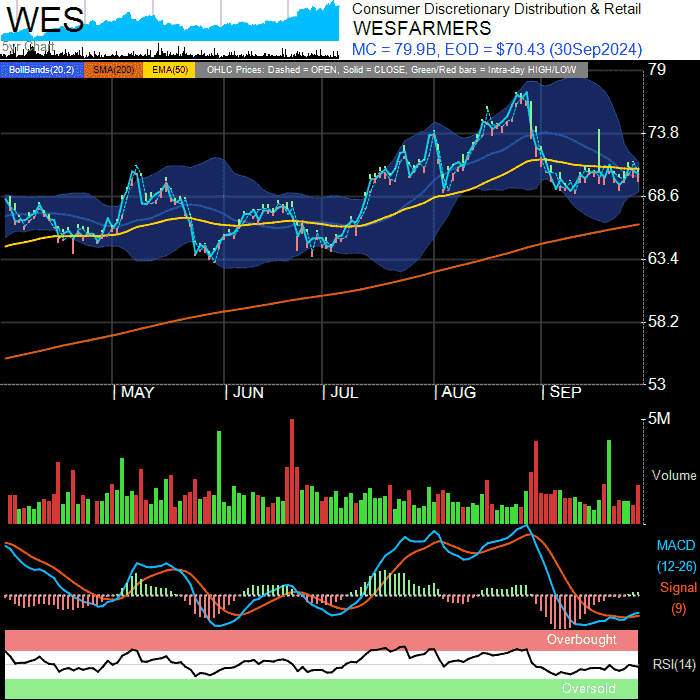 WES
5yr Chart
Consumer Discretionary Distribution & Retail
WESFARMERS
MC = 79.9B, EOD = $70.43 (30Sep2024)
BollBands(20,2) SMA(200) EMA(50) OHLC Prices: Dashed = OPEN, Solid = CLOSE, Green/Red bars = Intra-day HIGH/LOW
79
73.8
68.6
63.4
58.2
53
MAY JUN JUL AUG SEP
5M
Volume
MACD
(12-26)
Signal
(9)
Overbought
RSI(14)
Oversold